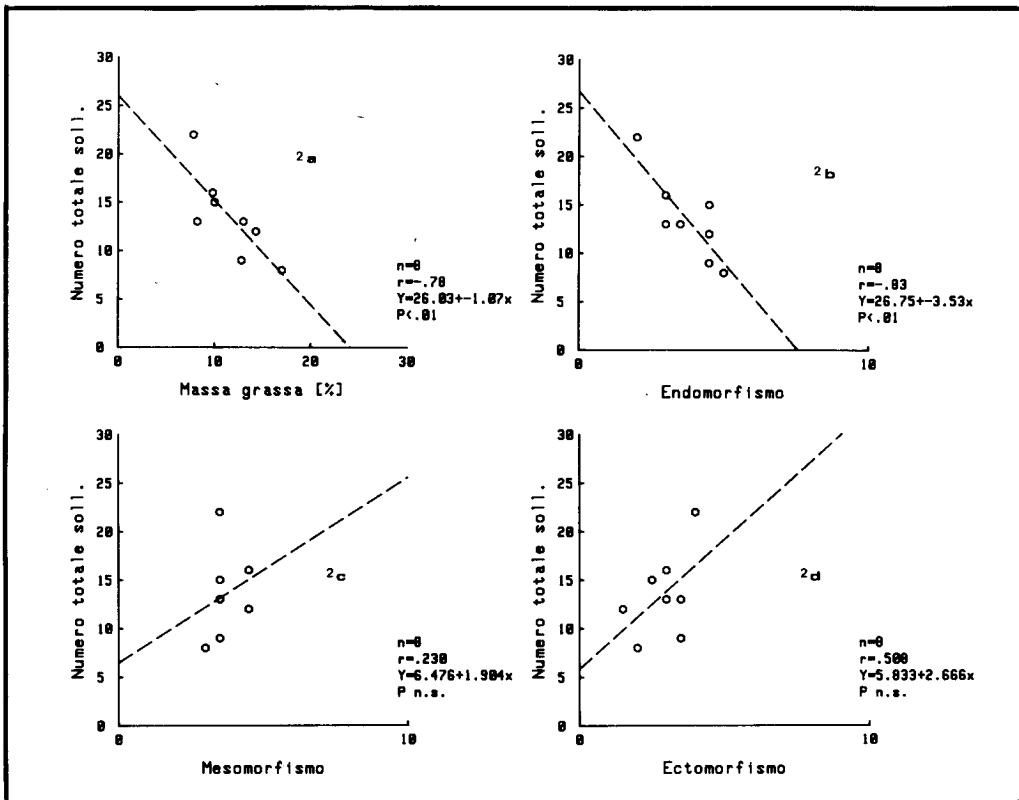 30
25
20
15
10
5
0
Numero totale soll.
2a
n=8
r=-.78
Y=26.03+-1.07x
P<.01
0 10 20 30
Massa grassa [%]
30
25
20
15
10
5
0
Numero totale soll.
2b
n=8
r=-.83
Y=26.75+-3.53x
P<.01
0 10
Endomorfismo
30
25
20
15
10
5
0
Numero totale soll.
2c
n=8
r=.230
Y=6.476+1.904x
P n.s.
0 10
Mesomorfismo
30
25
20
15
10
5
0
Numero totale soll.
2d
n=8
r=.508
Y=5.833+2.666x
P n.s.
0 10
Ectomorfismo